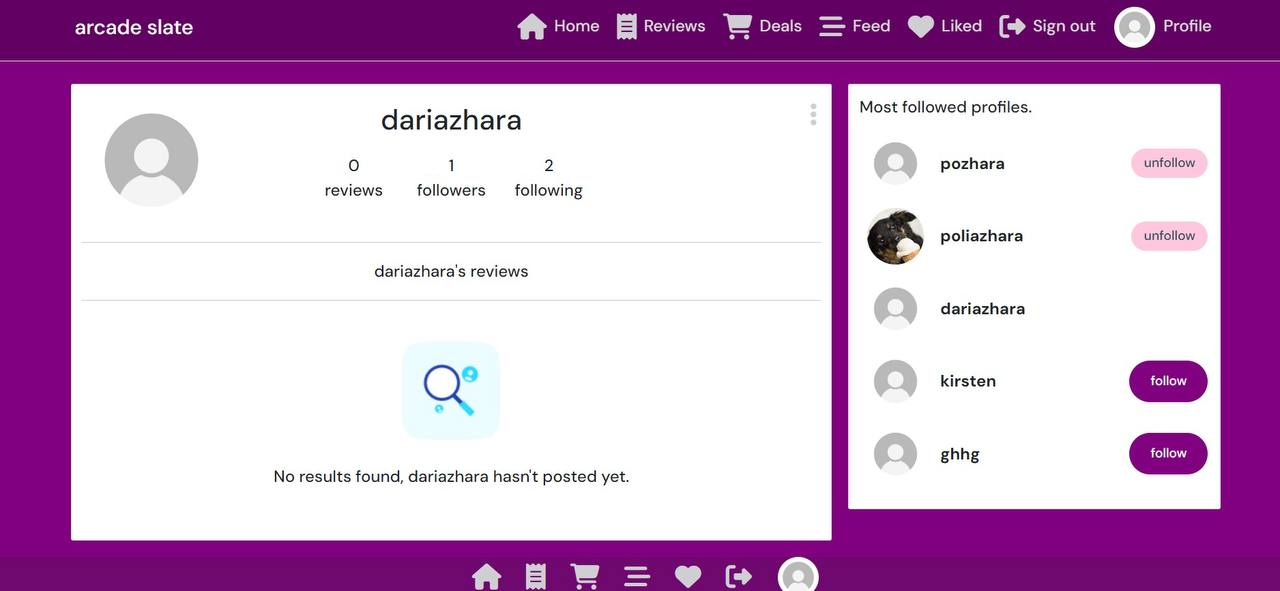 arcade slate
Home Reviews Deals Feed Liked Sign out Profile
dariazhara
0 1 2
reviews followers following
dariazhara's reviews
No results found, dariazhara hasn't posted yet.
Most followed profiles.
pozhara unfollow
poliazhara unfollow
dariazhara
kirsten follow
ghhg follow